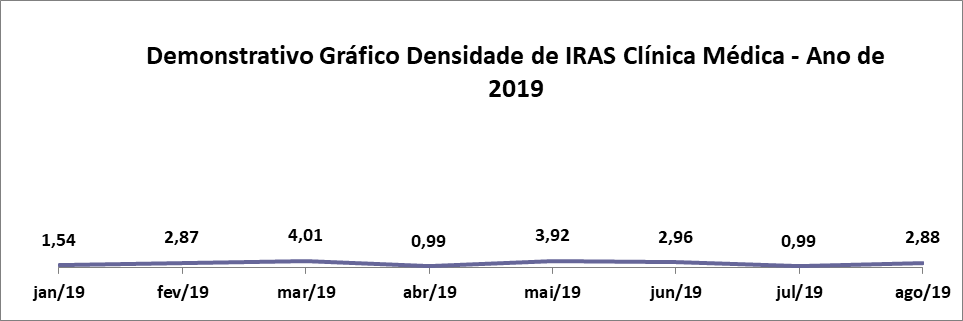 Demonstrativo Gráfico Densidade de IRAS Clínica Médica - Ano de
2019
1,54 2,87 4,01 0,99 3,92 2,96 0,99 2,88
jan/19 fev/19 mar/19 abr/19 mai/19 jun/19 jul/19 ago/19